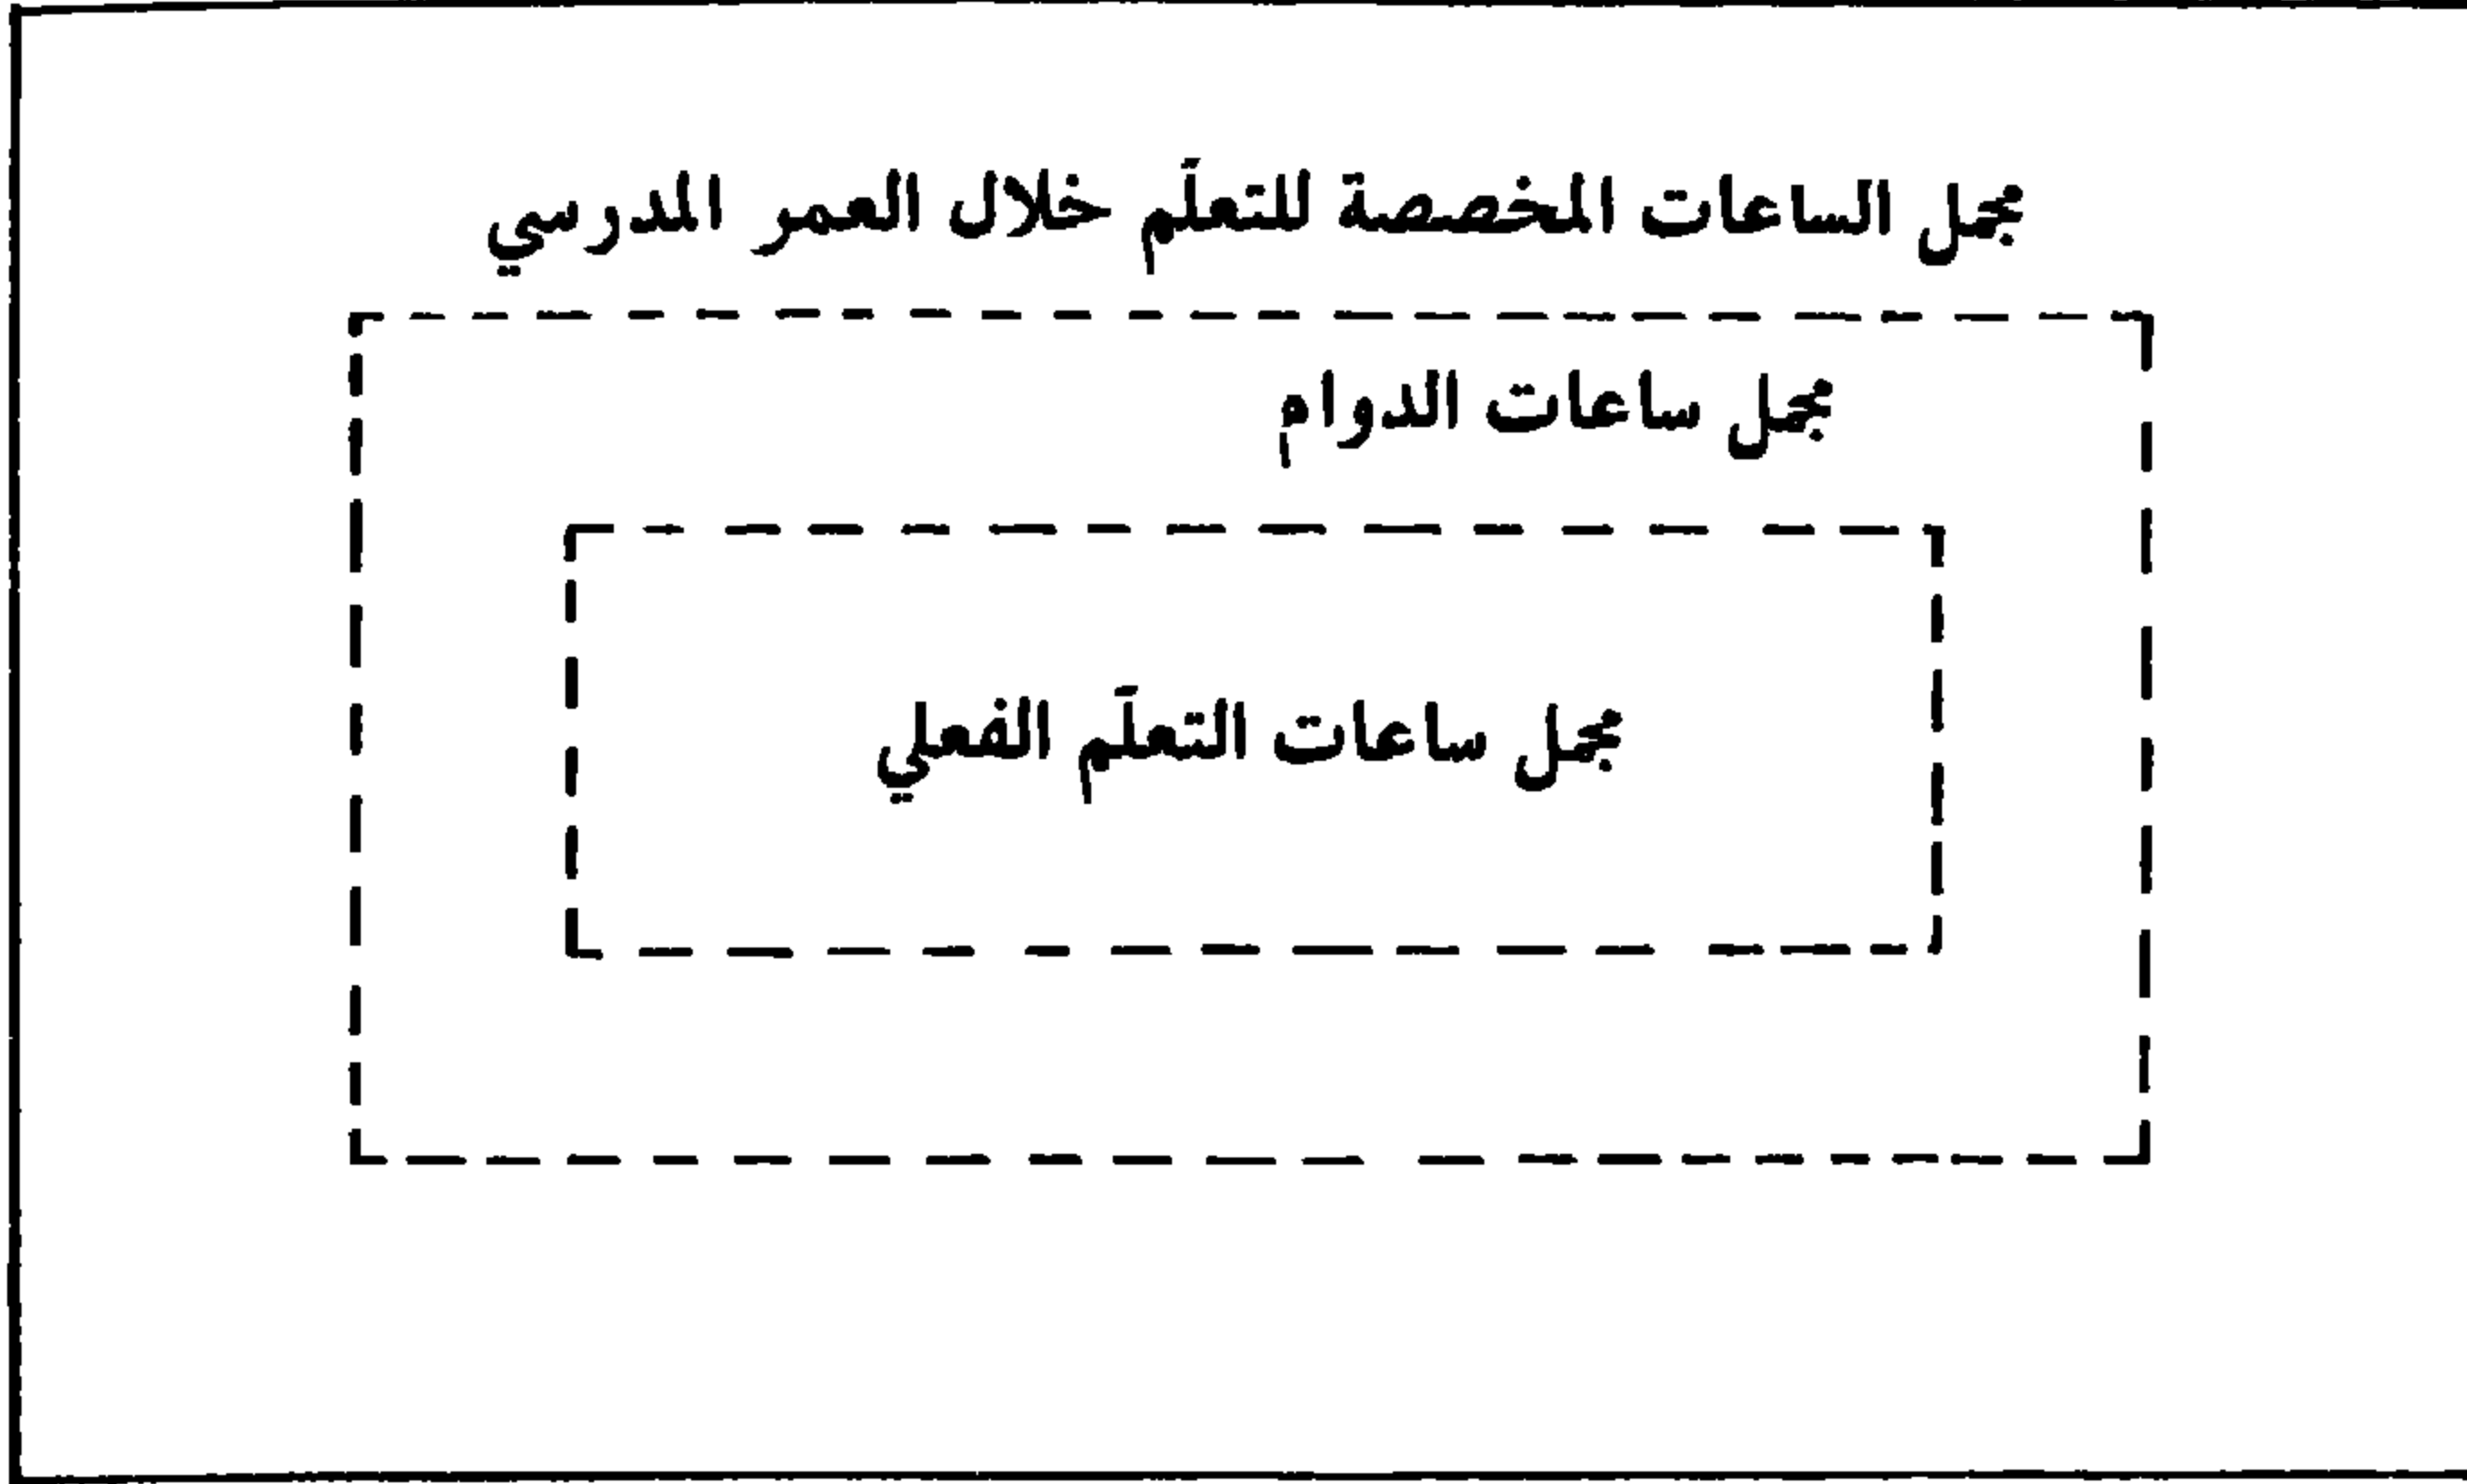 مجمل الساعات المخصصة للتعلّم خلال العمر المدرسي
مجمل ساعات الدوام
مجمل ساعات التعلّم الفعلي